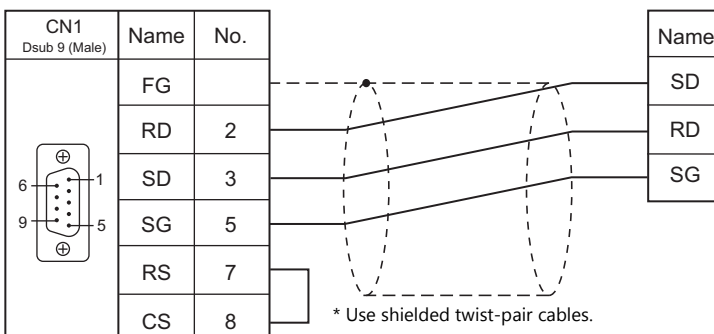 CN1
Dsub 9 (Male)
Name No.
Name
FG
SD
RD 2
RD
SD 3
SG
SG 5
RS 7
CS 8
6
1
9
5
* Use shielded twist-pair cables.